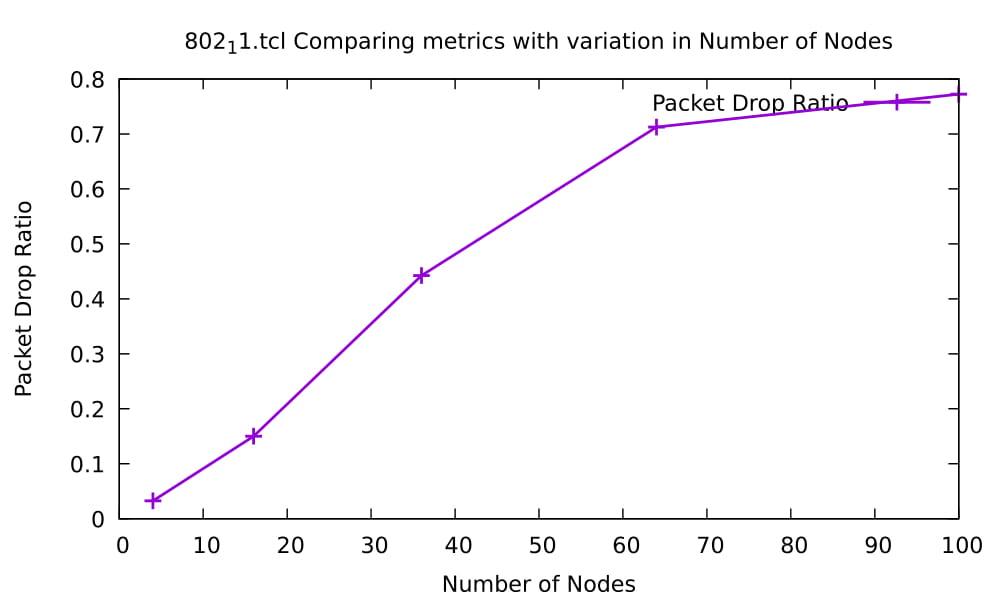 802₁1.tcl Comparing metrics with variation in Number of Nodes
Packet Drop Ratio
0.8
0.7
0.6
0.5
0.4
0.3
0.2
0.1
0
Packet Drop Ratio
0 10 20 30 40 50 60 70 80 90 100
Number of Nodes